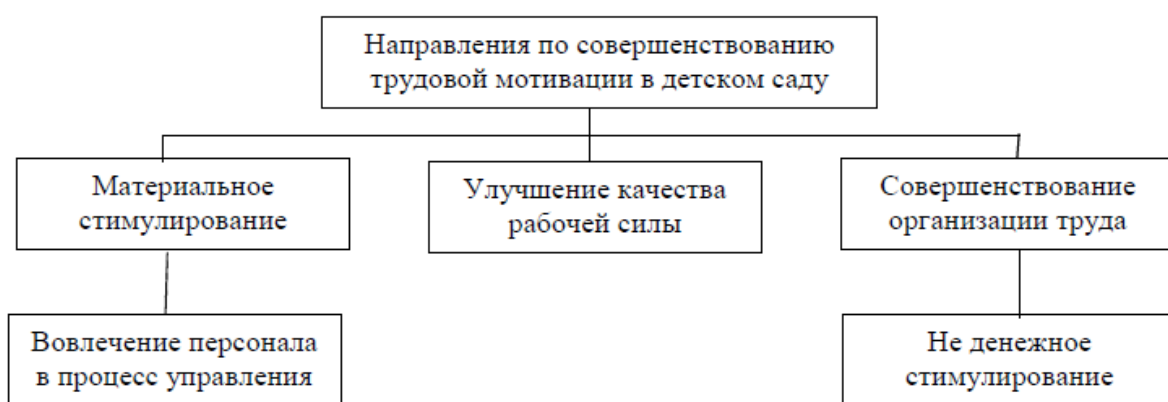 Направления по совершенствованию
трудовой мотивации в детском саду
Материальное
стимулирование
Улучшение качества
рабочей силы
Совершенствование
организации труда
Вовлечение персонала
в процесс управления
Не денежное
стимулирование